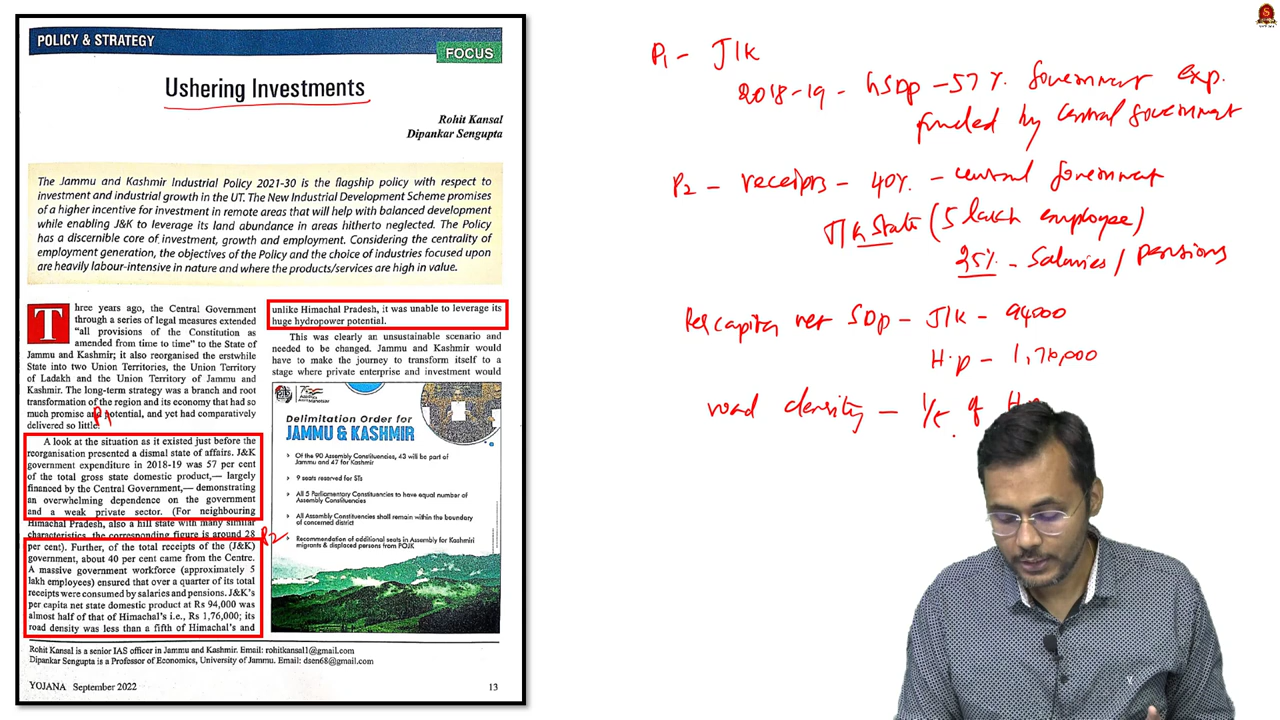 POLICY & STRATEGY
FOCUS
Ushering Investments
Rohit Kansal
Dipankar Sengupta
The Jammu and Kashmir Industrial Policy 2021-30 is the flagship policy with respect to
investment and industrial growth in the UT. The New Industrial Development Scheme promises
of a higher incentive for investment in remote areas that will help with balanced development
while enabling J&K to leverage its land abundance in areas hitherto neglected. The Policy
has a discernible core of investment, growth and employment. Considering the centrality of
employment generation, the objectives of the Policy and the choice of industries focused upon
are heavily labour-intensive in nature and where the products/services are high in value.
Three years ago, the Central Government
through a series of legal measures extended
"all provisions of the Constitution as
amended from time to time" to the State of
Jammu and Kashmir; it also reorganised the erstwhile
State into two Union Territories, the Union Territory
of Ladakh and the Union Territory of Jammu and
Kashmir. The long-term strategy was a branch and root
transformation of the region and its economy that had so
much promise and potential, and yet had comparatively
delivered so little.
P1
A look at the situation as it existed just before the
reorganisation presented a dismal state of affairs. J&K
government expenditure in 2018-19 was 57 per cent
of the total gross state domestic product,— largely
financed by the Central Government,— demonstrating
an overwhelming dependence on the government
and a weak private sector. (For neighbouring
Himachal Pradesh, also a hill state with many similar
characteristics, the corresponding figure is around 28
per cent). Further, of the total receipts of the (J&K)
government, about 40 per cent came from the Centre.
A massive government workforce (approximately 5
lakh employees) ensured that over a quarter of its total
receipts were consumed by salaries and pensions. J&K's
per capita net state domestic product at Rs 94,000 was
almost half of that of Himachal's i.e., Rs 1,76,000; its
road density was less than a fifth of Himachal's and
P2
unlike Himachal Pradesh, it was unable to leverage its
huge hydropower potential.
This was clearly an unsustainable scenario and
needed to be changed. Jammu and Kashmir would
have to make the journey to transform itself to a
stage where private enterprise and investment would
Delimitation Order for
JAMMU & KASHMIR
Of the 90 Assembly Constituencies, 43 will be part of
Jammu and 47 for Kashmir
9 seats reserved for STs
All 5 Parliamentary Constituencies to have equal number of
Assembly Constituencies
All Assembly Constituencies shall remain within the boundary
of concerned district
Recommendation of additional seats in Assembly for Kashmiri
migrants & displaced persons from POJK
Rohit Kansal is a senior IAS officer in Jammu and Kashmir. Email: rohitkansal1@gmail.com
Dipankar Sengupta is a Professor of Economics, University of Jammu. Email: dsen68@gmail.com
YOJANA September 2022
13
P1 - J/K
2018-19 - GSDP - 57 %. Government exp.
funded by central government
P2 - receipts - 40%. - central government
J/K State (5 lakh employee)
25%. - salaries / pensions
Per capita net SDP - J/K - 94000
H.P - 1,76,000
road density - 1/5 of